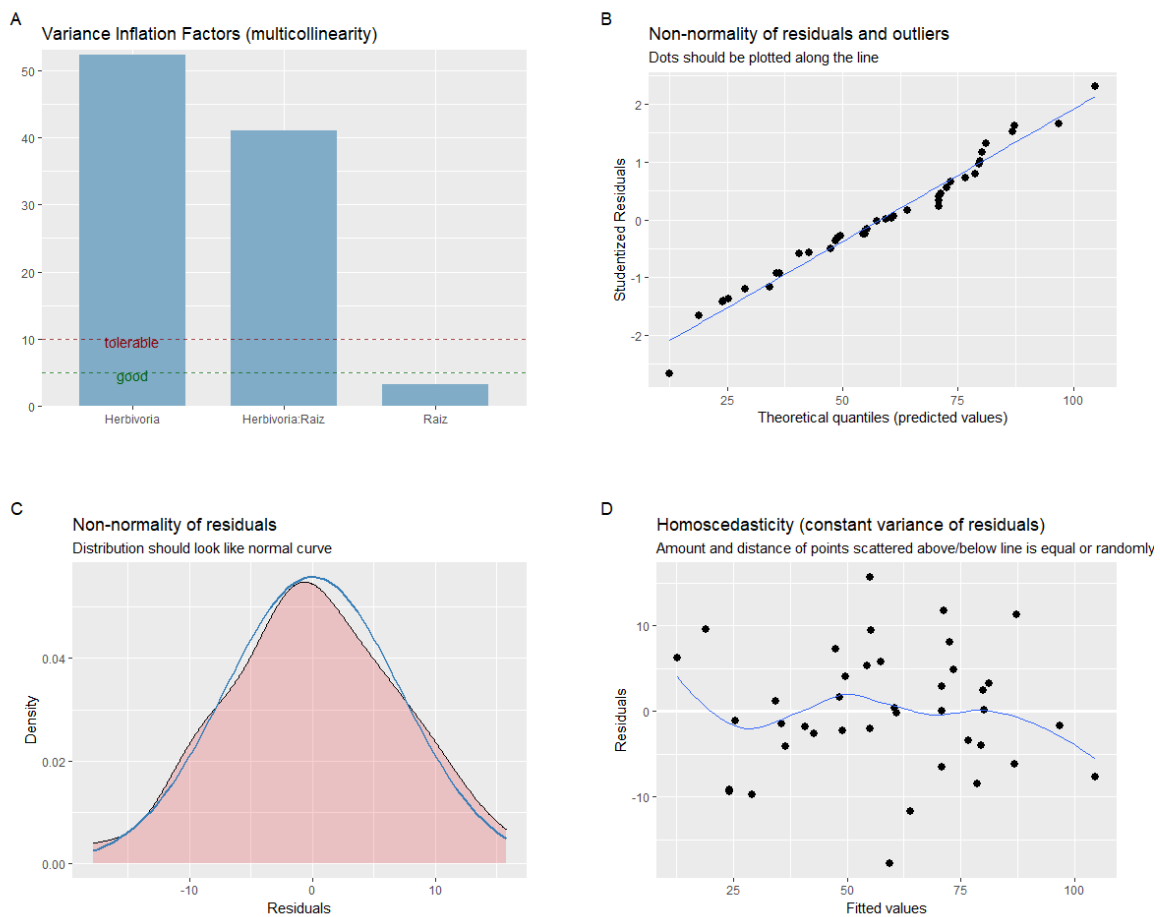 A
Variance Inflation Factors (multicollinearity)
50
40
30
20
10
0
tolerable
good
Herbivoria
Herbivoria:Raiz
Raiz
B
Non-normality of residuals and outliers
Dots should be plotted along the line
Studentized Residuals
2
1
0
-1
-2
25
50
75
100
Theoretical quantiles (predicted values)
C
Non-normality of residuals
Distribution should look like normal curve
Density
0.04
0.02
0.00
-10
0
10
Residuals
D
Homoscedasticity (constant variance of residuals)
Amount and distance of points scattered above/below line is equal or randomly
Residuals
10
0
-10
25
50
75
100
Fitted values